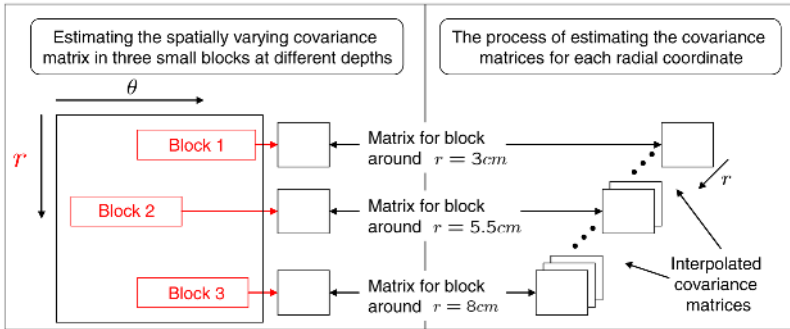 Estimating the spatially varying covariance
matrix in three small blocks at different depths
The process of estimating the covariance
matrices for each radial coordinate
θ
r
Block 1
Matrix for block
around r = 3cm
r
Block 2
Matrix for block
around r = 5.5cm
Block 3
Matrix for block
around r = 8cm
Interpolated
covariance
matrices